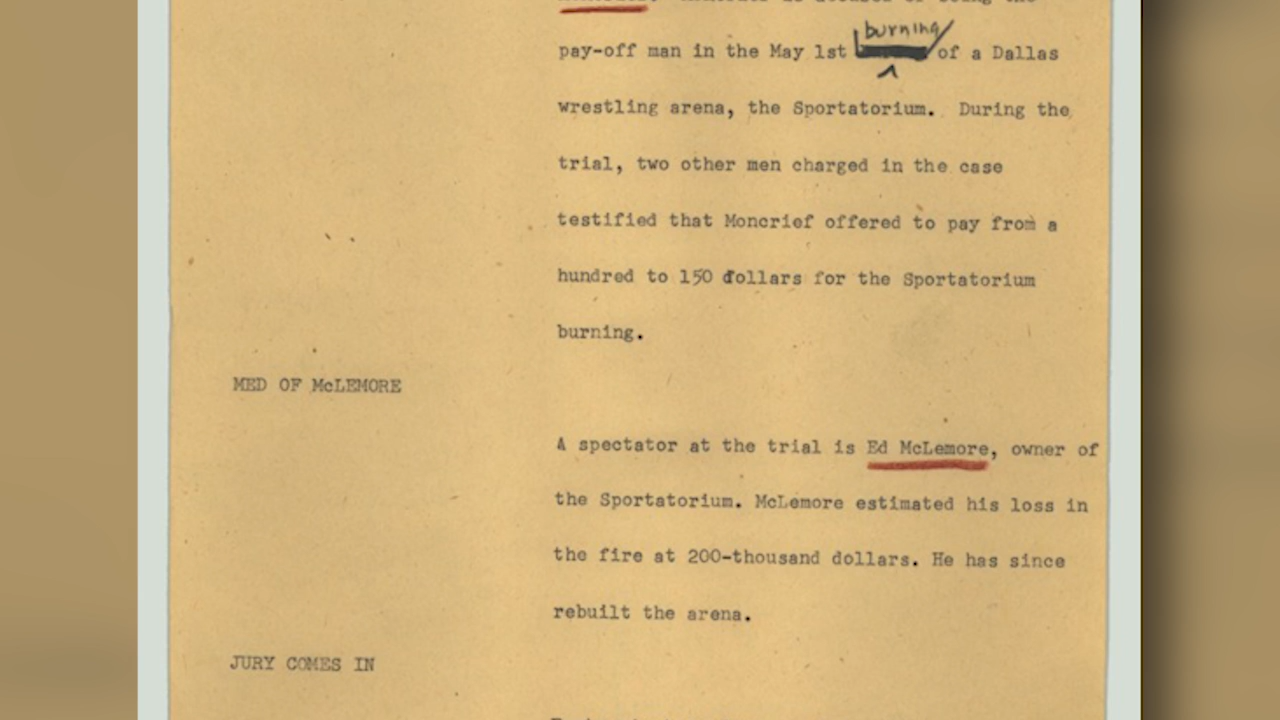 burning
pay-off man in the May 1st of a Dallas
wrestling arena, the Sportatorium. During the
trial, two other men charged in the case
testified that Moncrief offered to pay from a
hundred to 150 dollars for the Sportatorium
burning.
MED OF McLEMORE
A spectator at the trial is Ed McLemore, owner of
the Sportatorium. McLemore estimated his loss in
the fire at 200-thousand dollars. He has since
rebuilt the arena.
JURY COMES IN